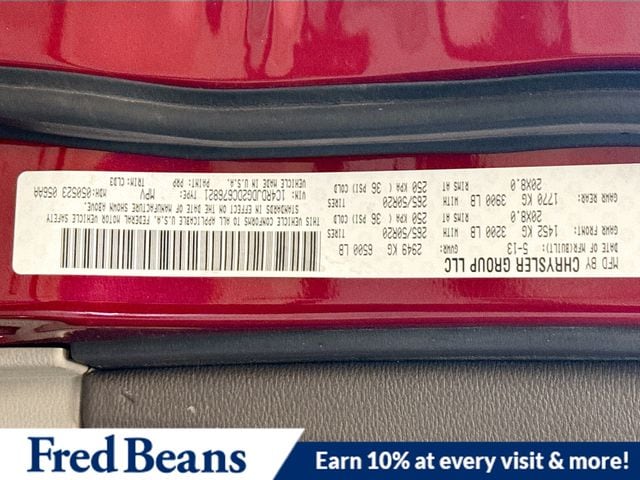 MFD BY CHRYSLER GROUP LLC
DATE OF MFR(BUILT): 5-13 GVWR: 2949 KG 6500 LB
GAWR FRONT: 1452 KG 3200 LB 20X8.0 RIMS AT TIRES 265/50R20 250 KPA( 36 PSI) COLD
GAWR REAR: 1770 KG 3900 LB 20X8.0 RIMS AT TIRES 265/50R20 250 KPA( 36 PSI) COLD
THIS VEHICLE CONFORMS TO ALL APPLICABLE U.S.A. FEDERAL MOTOR VEHICLE SAFETY
STANDARDS IN EFFECT ON THE DATE OF MANUFACTURE SHOWN ABOVE.
VIN: 1C4RDJDG2DC676821 TYPE: MPV MDH:050523 056AA
VEHICLE MADE IN U.S.A. PAINT: PRP TRIM: CLD3
Fred Beans
Earn 10% at every visit & more!